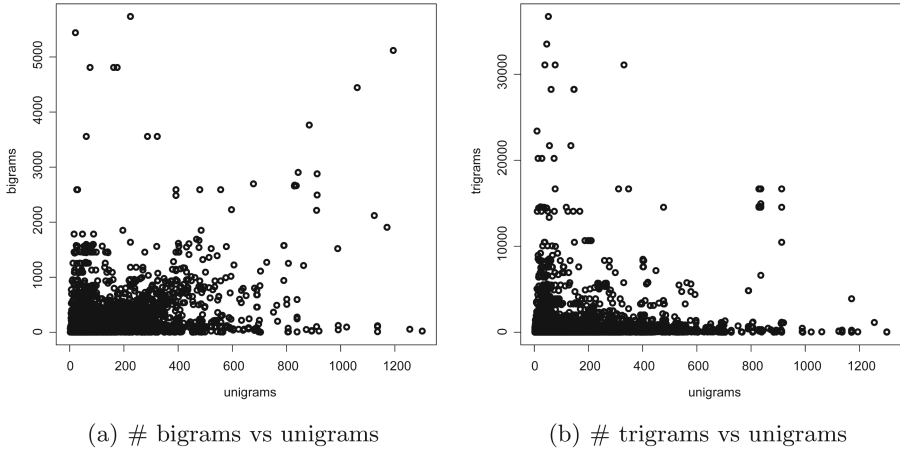 5000
4000
3000
2000
1000
0
bigrams
0 200 400 600 800 1000 1200
unigrams
(a) # bigrams vs unigrams
30000
20000
10000
0
trigrams
0 200 400 600 800 1000 1200
unigrams
(b) # trigrams vs unigrams